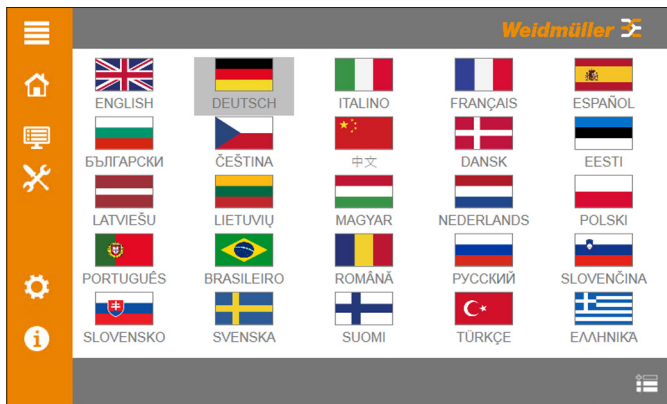 Weidmüller
ENGLISH DEUTSCH ITALINO FRANÇAIS ESPAÑOL
БЪЛГАРСКИ ČEŠTINA 中文 DANSK EESTI
LATVIEŠU LIETUVIŲ MAGYAR NEDERLANDS POLSKI
PORTUGUÊS BRASILEIRO ROMÂNĂ РУССКИЙ SLOVENČINA
SLOVENSKO SVENSKA SUOMI TÜRKÇE ΕΛΛΗΝΙΚΆ